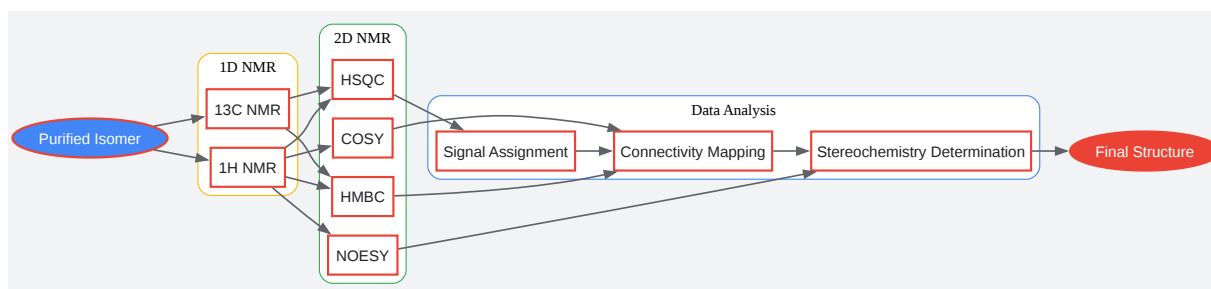 Purified Isomer
1D NMR
13C NMR
1H NMR
2D NMR
HSQC
COSY
HMBC
NOESY
Data Analysis
Signal Assignment
Connectivity Mapping
Stereochemistry Determination
Final Structure